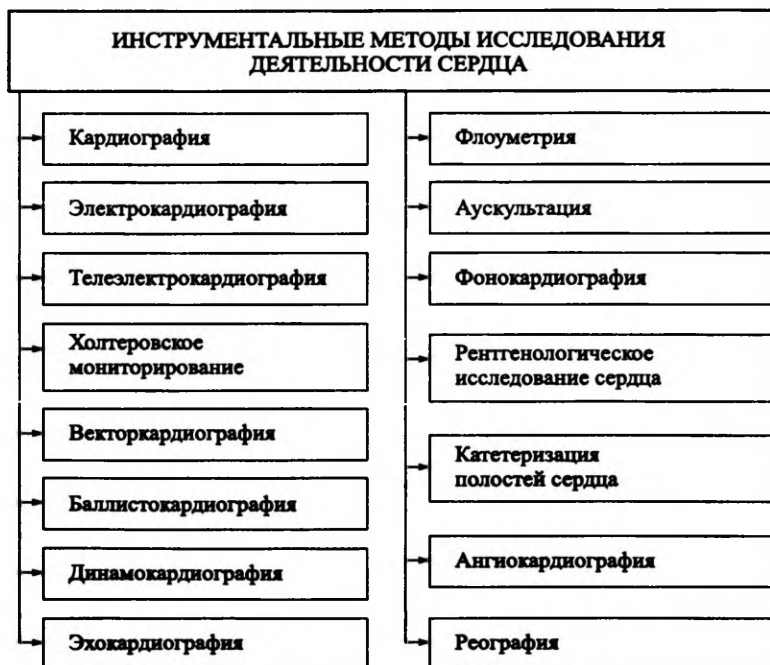 ИНСТРУМЕНТАЛЬНЫЕ МЕТОДЫ ИССЛЕДОВАНИЯ
ДЕЯТЕЛЬНОСТИ СЕРДЦА
Кардиография
Электрокардиография
Телеэлектрокардиография
Холтеровское
мониторирование
Векторкардиография
Баллистокардиография
Динамокардиография
Эхокардиография
Флоуметрия
Аускультация
Фонокардиография
Рентгенологическое
исследование сердца
Катетеризация
полостей сердца
Ангиокардиография
Реография